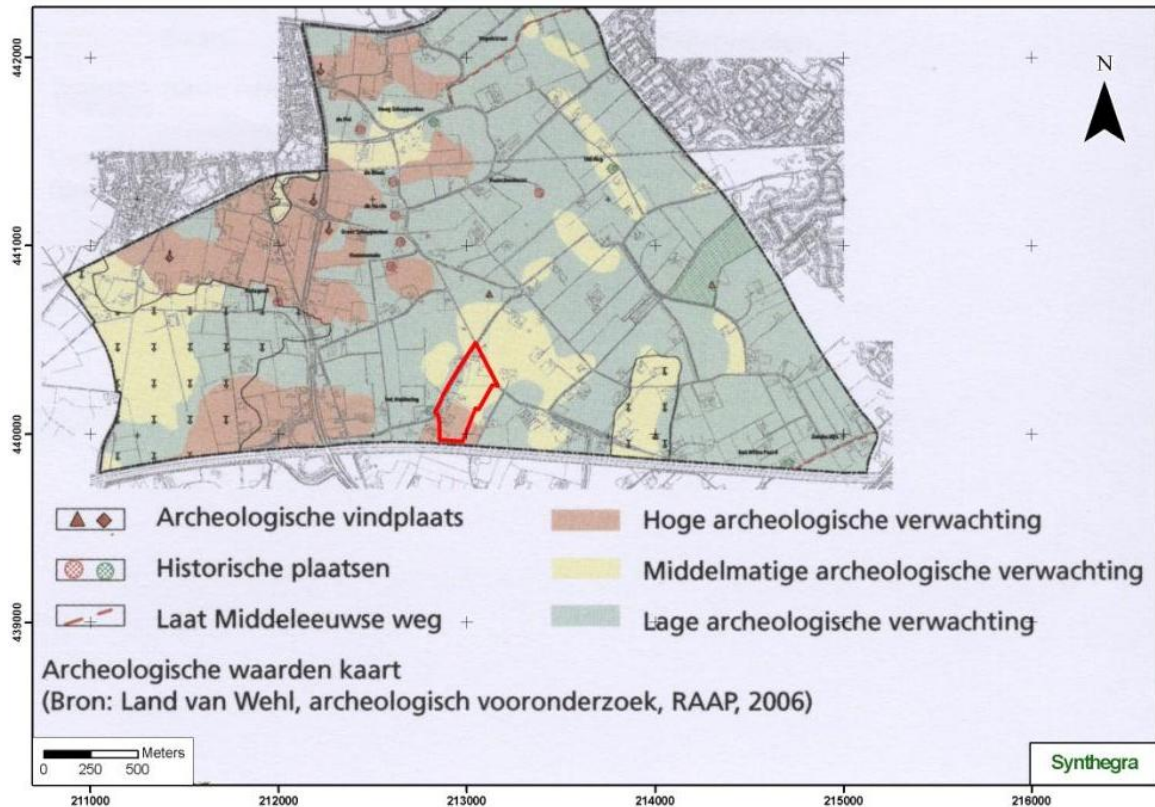 442000
441000
440000
439000
N
Archeologische vindplaats
Historische plaatsen
Laat Middeleeuwse weg
Hoge archeologische verwachting
Middelmatige archeologische verwachting
Lage archeologische verwachting
Archeologische waarden kaart
(Bron: Land van Wehl, archeologisch vooronderzoek, RAAP, 2006)
Meters
0 250 500
Synthegra
211000 212000 213000 214000 215000 216000